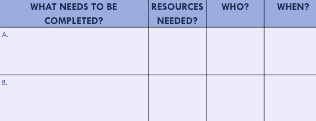 WHAT NEEDS TO BE RESOURCES WHO? WHEN?
COMPLETED? NEEDED?
A.
B.